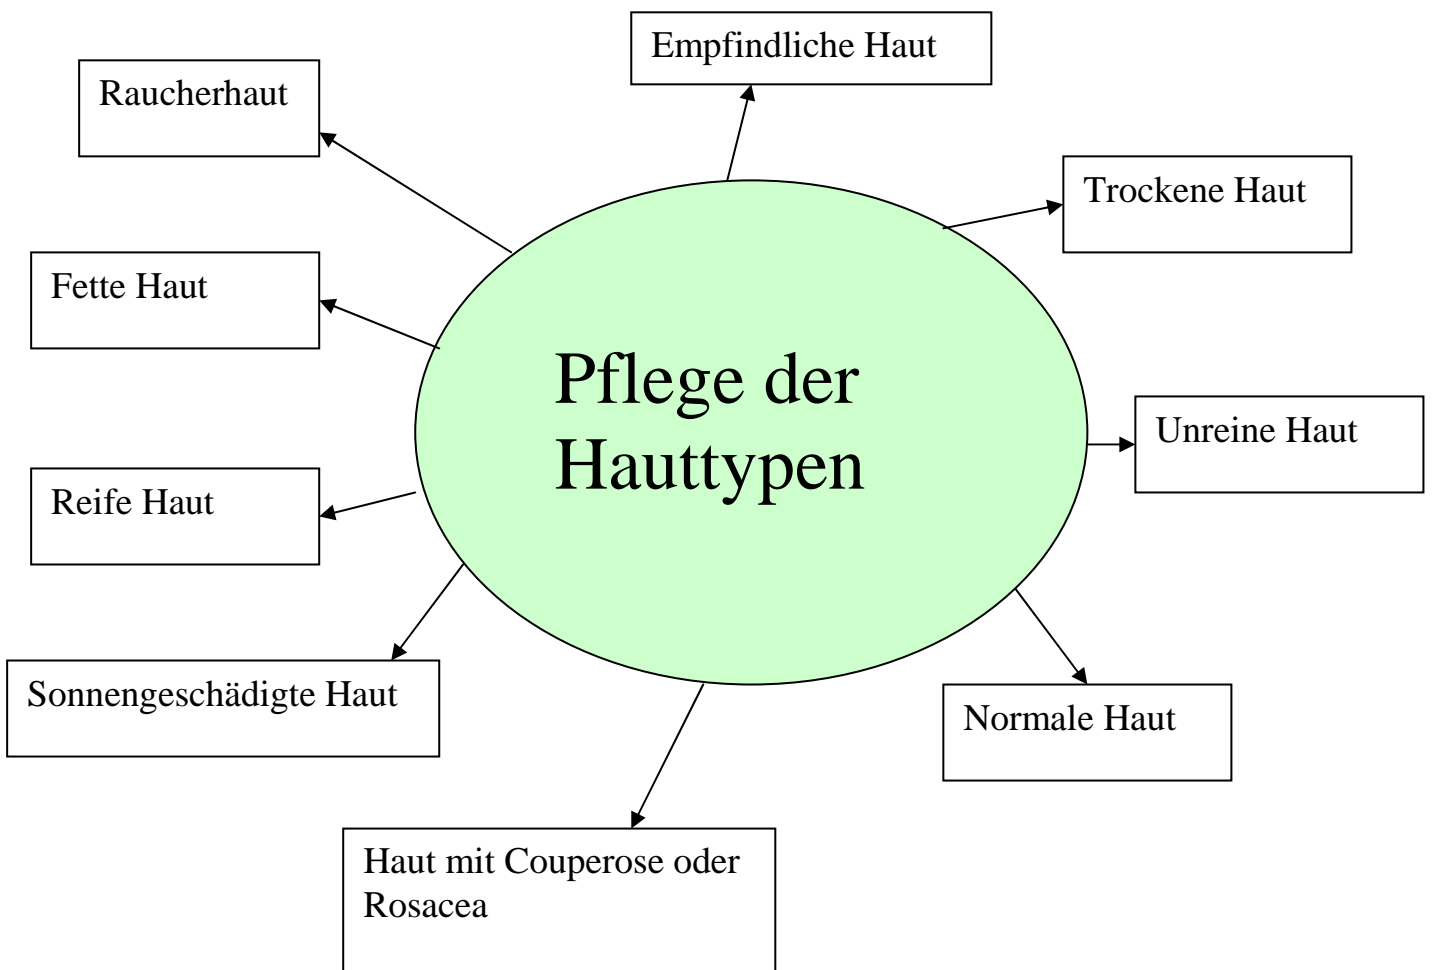 Empfindliche Haut
Raucherhaut
Trockene Haut
Fette Haut
Pflege der
Hauttypen
Unreine Haut
Reife Haut
Sonnengeschädigte Haut
Normale Haut
Haut mit Couperose oder
Rosacea